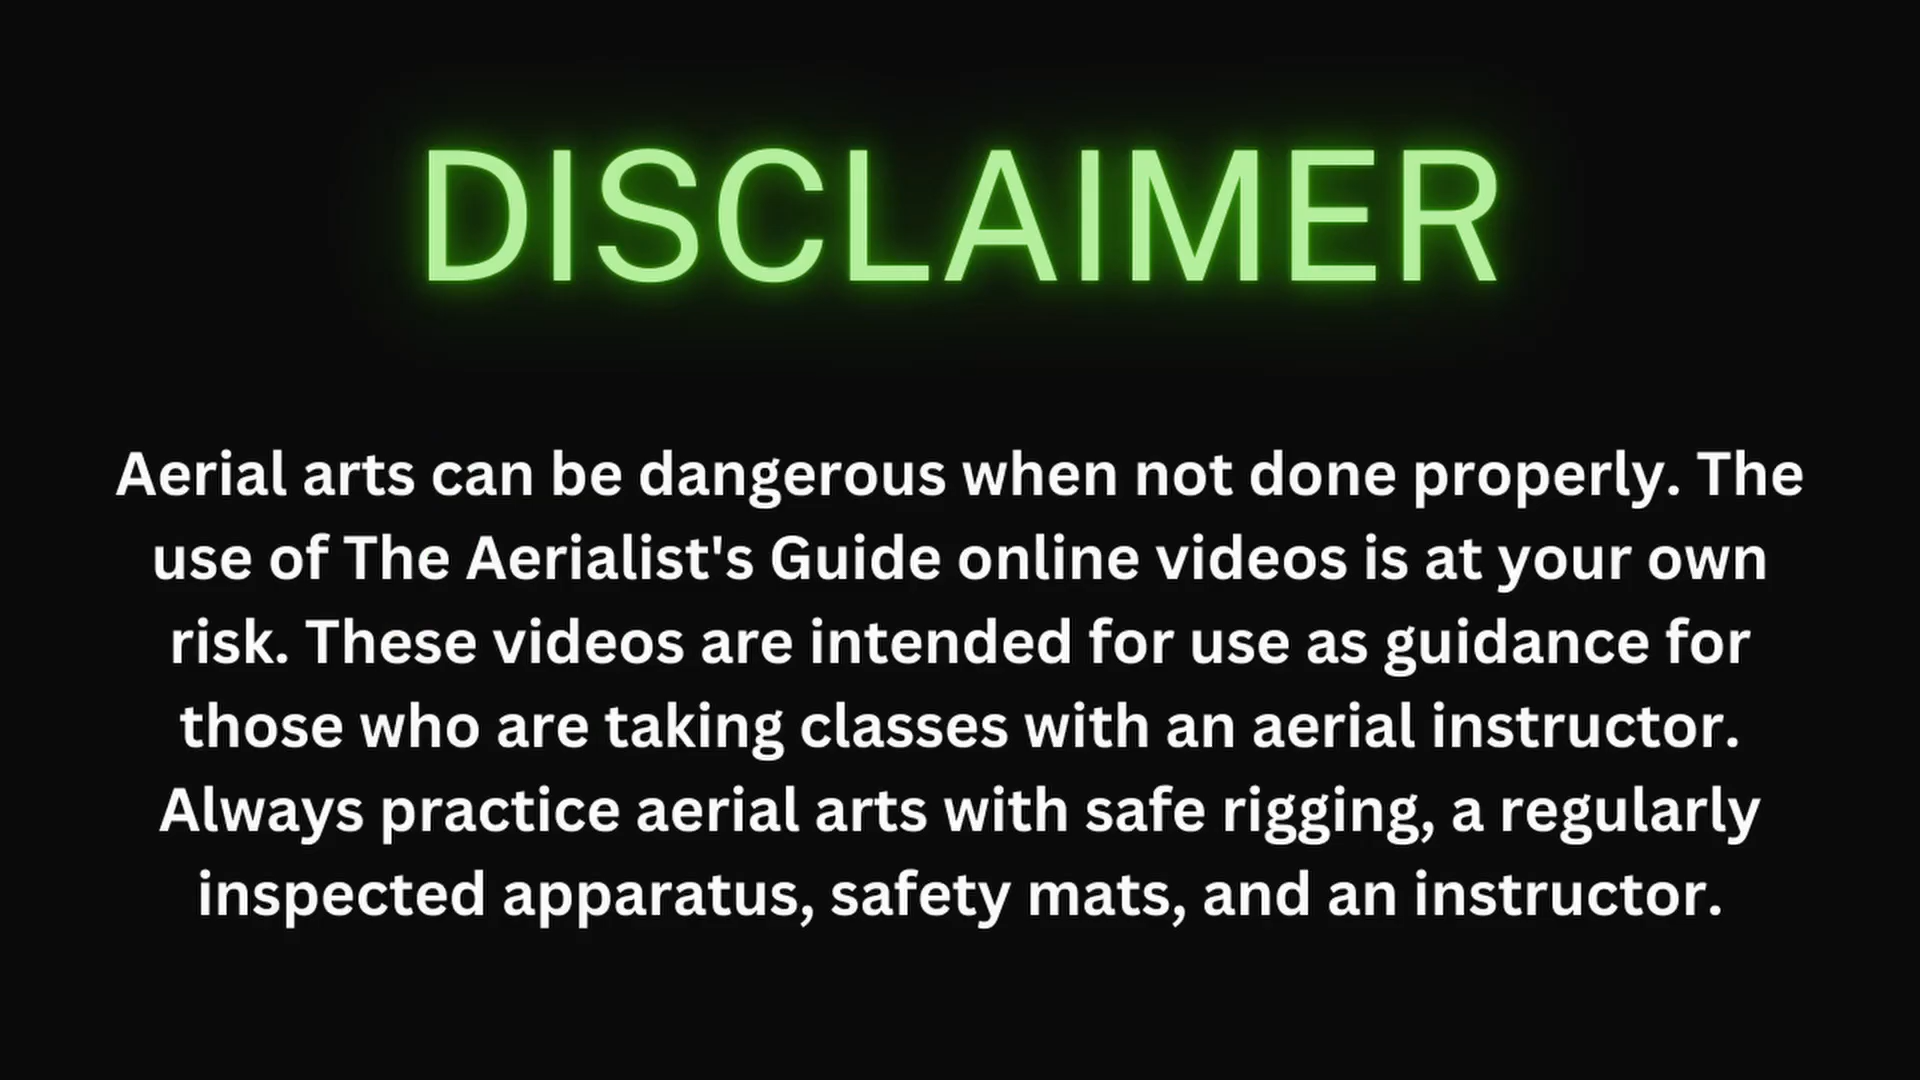 DISCLAIMER
Aerial arts can be dangerous when not done properly. The
use of The Aerialist's Guide online videos is at your own
risk. These videos are intended for use as guidance for
those who are taking classes with an aerial instructor.
Always practice aerial arts with safe rigging, a regularly
inspected apparatus, safety mats, and an instructor.